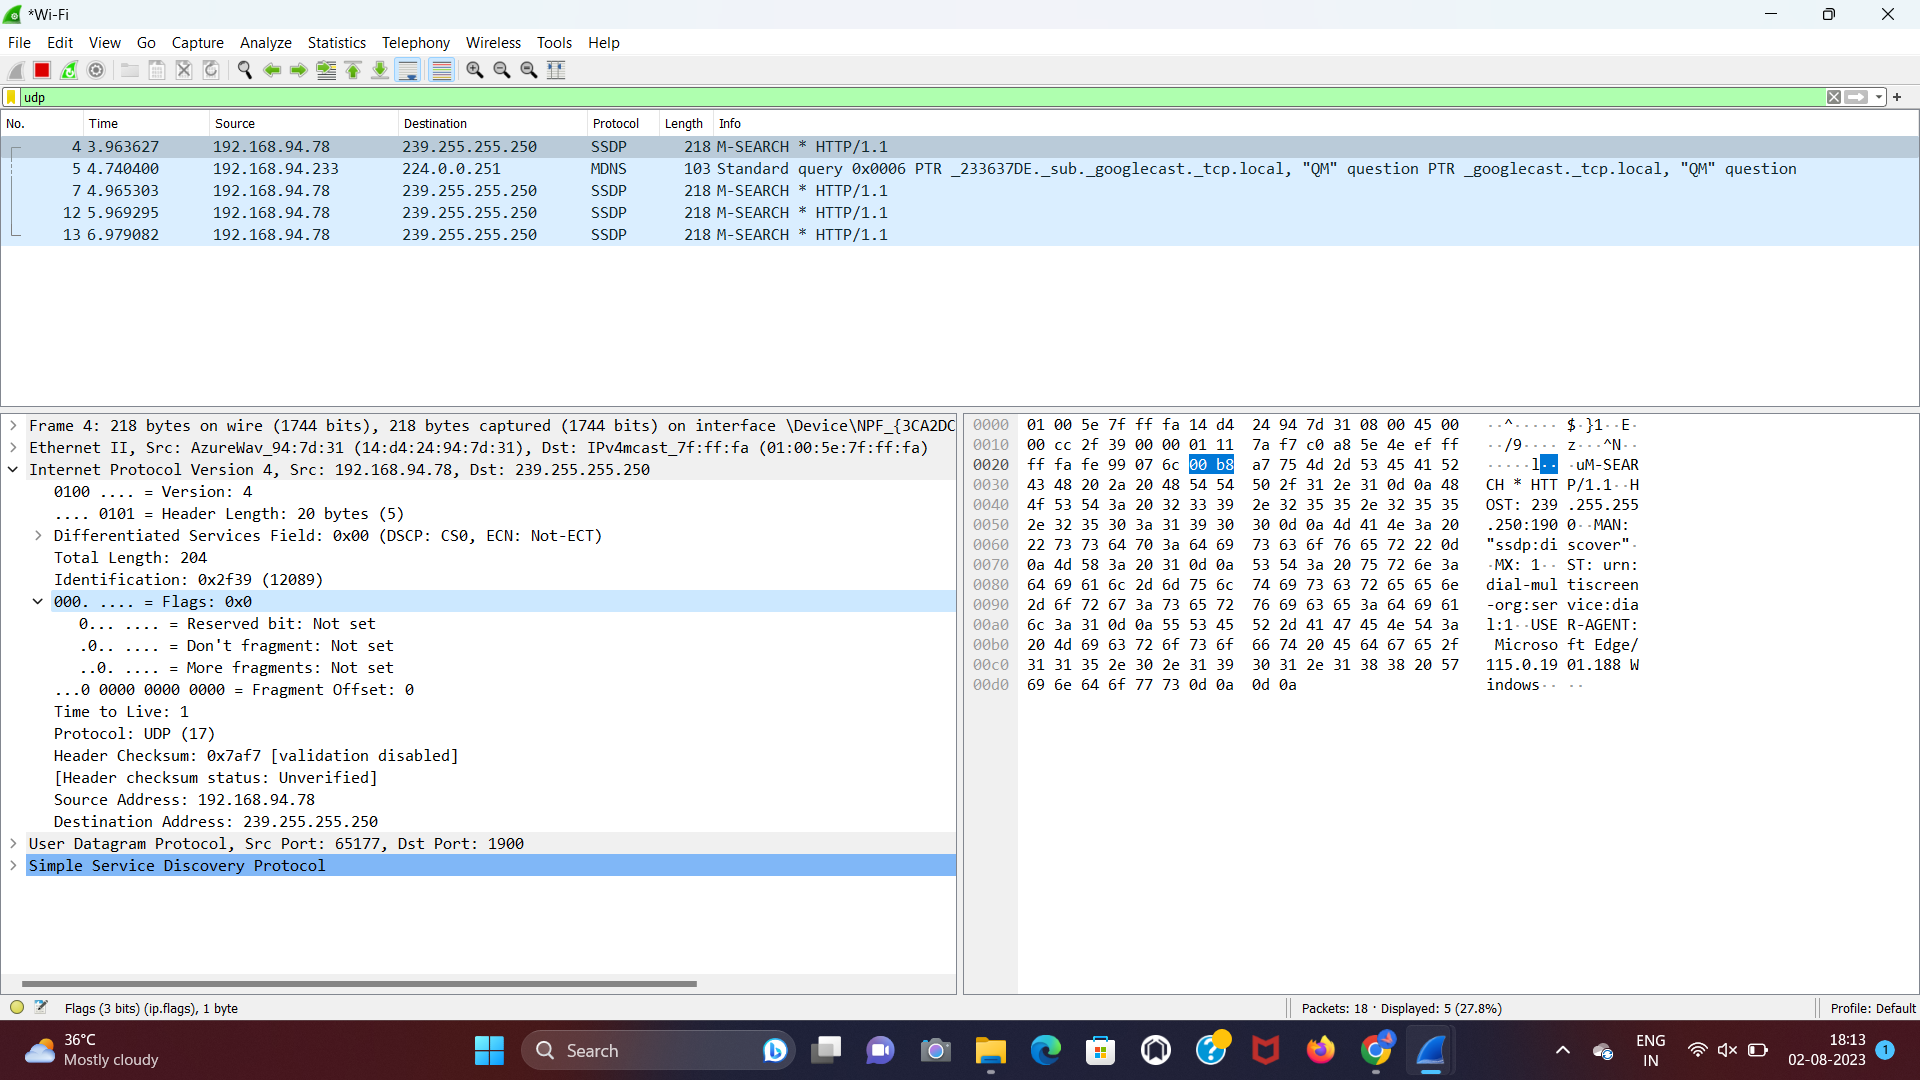 *Wi-Fi
File Edit View Go Capture Analyze Statistics Telephony Wireless Tools Help
udp
No. Time Source Destination Protocol Length Info
4 3.963627 192.168.94.78 239.255.255.250 SSDP 218 M-SEARCH * HTTP/1.1
5 4.740400 192.168.94.233 224.0.0.251 MDNS 103 Standard query 0x0006 PTR _233637DE._sub._googlecast._tcp.local, "QM" question PTR _googlecast._tcp.local, "QM" question
7 4.965303 192.168.94.78 239.255.255.250 SSDP 218 M-SEARCH * HTTP/1.1
12 5.969295 192.168.94.78 239.255.255.250 SSDP 218 M-SEARCH * HTTP/1.1
13 6.979082 192.168.94.78 239.255.255.250 SSDP 218 M-SEARCH * HTTP/1.1
Frame 4: 218 bytes on wire (1744 bits), 218 bytes captured (1744 bits) on interface \Device\NPF_{3CA2DC
Ethernet II, Src: AzureWav_94:7d:31 (14:d4:24:94:7d:31), Dst: IPv4mcast_7f:ff:fa (01:00:5e:7f:ff:fa)
Internet Protocol Version 4, Src: 192.168.94.78, Dst: 239.255.255.250
0100 .... = Version: 4
.... 0101 = Header Length: 20 bytes (5)
Differentiated Services Field: 0x00 (DSCP: CS0, ECN: Not-ECT)
Total Length: 204
Identification: 0x2f39 (12089)
000. .... = Flags: 0x0
0... .... = Reserved bit: Not set
.0.. .... = Don't fragment: Not set
..0. .... = More fragments: Not set
...0 0000 0000 0000 = Fragment Offset: 0
Time to Live: 1
Protocol: UDP (17)
Header Checksum: 0x7af7 [validation disabled]
[Header checksum status: Unverified]
Source Address: 192.168.94.78
Destination Address: 239.255.255.250
User Datagram Protocol, Src Port: 65177, Dst Port: 1900
Simple Service Discovery Protocol
0000 01 00 5e 7f ff fa 14 d4 24 94 7d 31 08 00 45 00 ··^····· $·}1··E·
0010 00 cc 2f 39 00 00 01 11 7a f7 c0 a8 5e 4e ef ff ··/9···· z···^N··
0020 ff fa fe 99 07 6c 00 b8 a7 75 4d 2d 53 45 41 52 ·····l·· ·uM-SEAR
0030 43 48 20 2a 20 48 54 54 50 2f 31 2e 31 0d 0a 48 CH * HTT P/1.1··H
0040 4f 53 54 3a 20 32 33 39 2e 32 35 35 2e 32 35 35 OST: 239 .255.255
0050 2e 32 35 30 3a 31 39 30 30 0d 0a 4d 41 4e 3a 20 .250:190 0··MAN: 
0060 22 73 73 64 70 3a 64 69 73 63 6f 76 65 72 22 0d "ssdp:di scover"·
0070 0a 4d 58 3a 20 31 0d 0a 53 54 3a 20 75 72 6e 3a ·MX: 1·· ST: urn:
0080 64 69 61 6c 2d 6d 75 6c 74 69 73 63 72 65 65 6e dial-mul tiscreen
0090 2d 6f 72 67 3a 73 65 72 76 69 63 65 3a 64 69 61 -org:ser vice:dia
00a0 6c 3a 31 0d 0a 55 53 45 52 2d 41 47 45 4e 54 3a l:1··USE R-AGENT:
00b0 20 4d 69 63 72 6f 73 6f 66 74 20 45 64 67 65 2f  Microso ft Edge/
00c0 31 31 35 2e 30 2e 31 39 30 31 2e 31 38 38 20 57 115.0.19 01.188 W
00d0 69 6e 64 6f 77 73 0d 0a 0d 0a indows·· ··
Flags (3 bits) (ip.flags), 1 byte
Packets: 18 · Displayed: 5 (27.8%)
Profile: Default
36°C
Mostly cloudy
Search
ENG
IN
18:13
02-08-2023
1